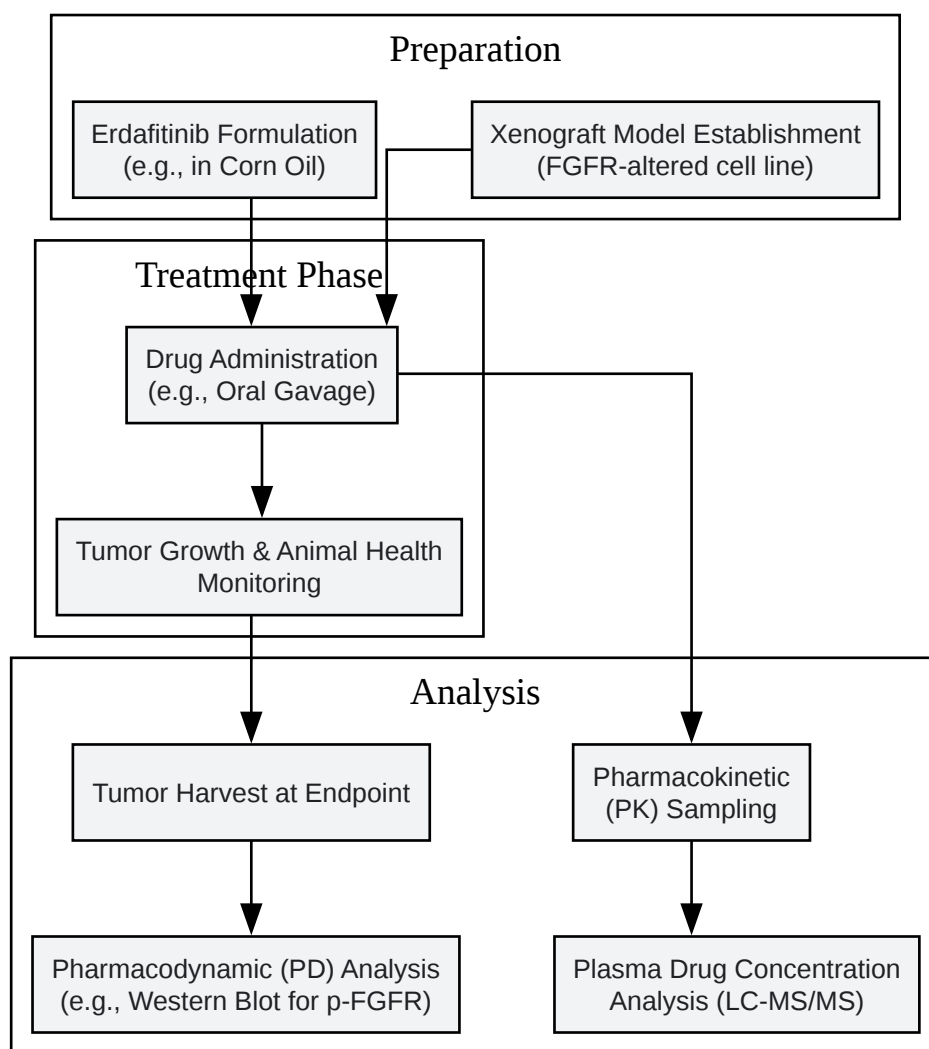 Preparation
Erdafitinib Formulation
(e.g., in Corn Oil)
Xenograft Model Establishment
(FGFR-altered cell line)
Treatment Phase
Drug Administration
(e.g., Oral Gavage)
Tumor Growth & Animal Health
Monitoring
Analysis
Tumor Harvest at Endpoint
Pharmacokinetic
(PK) Sampling
Pharmacodynamic (PD) Analysis
(e.g., Western Blot for p-FGFR)
Plasma Drug Concentration
Analysis (LC-MS/MS)